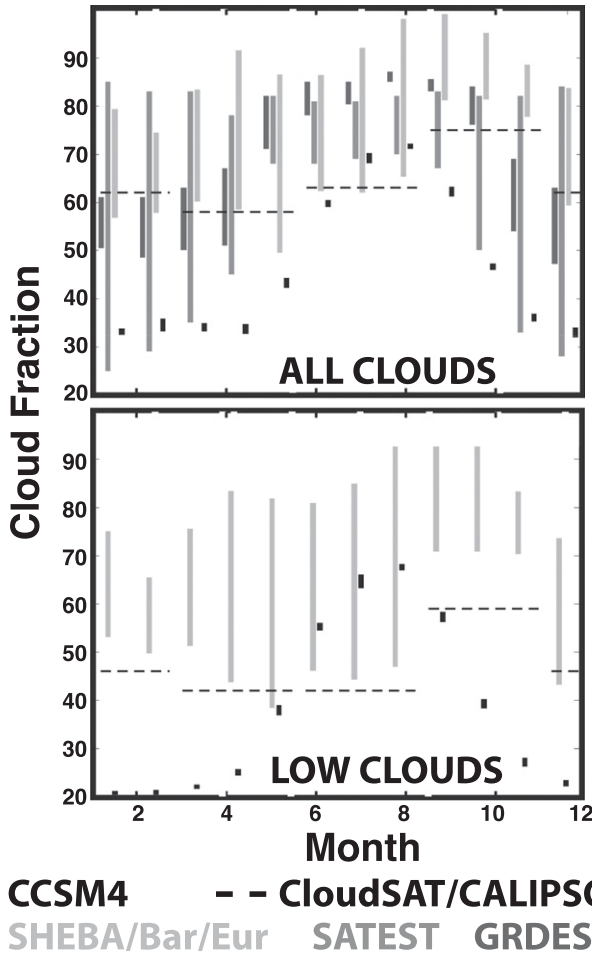 90
80
70
60
50
40
30
20
ALL CLOUDS
Cloud Fraction
90
80
70
60
50
40
30
20
LOW CLOUDS
2 4 6 8 10 12
Month
CCSM4 -- CloudSAT/CALIPSO
SHEBA/Bar/Eur SATEST GRDES